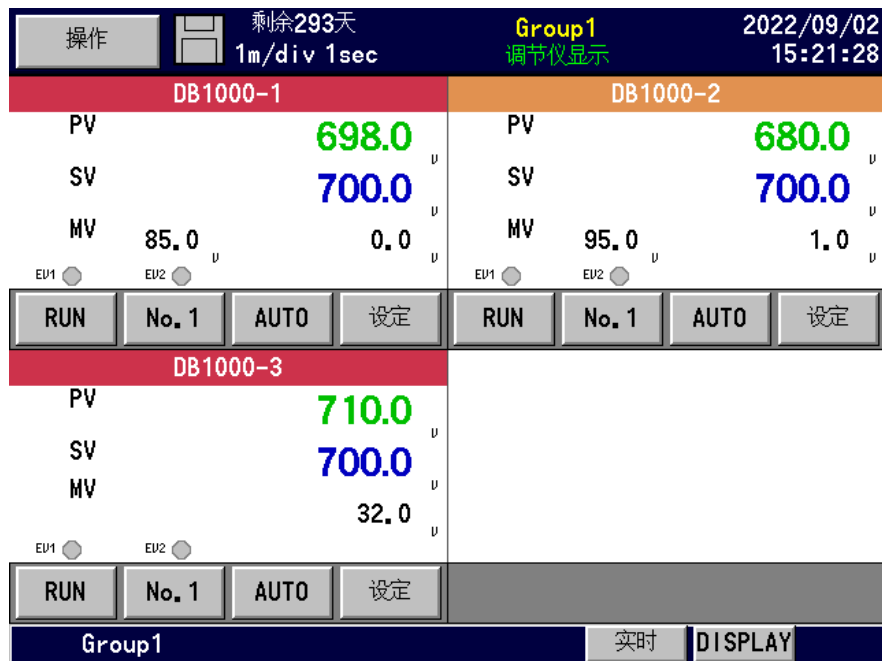 操作
剩余293天
1m/div 1sec
Group1
调节仪显示
2022/09/02
15:21:28
DB1000-1
PV 698.0 ν
SV 700.0 ν
MV 85.0 ν 0.0 ν
EV1 EV2
RUN No.1 AUTO 设定
DB1000-2
PV 680.0 ν
SV 700.0 ν
MV 95.0 ν 1.0 ν
EV1 EV2
RUN No.1 AUTO 设定
DB1000-3
PV 710.0 ν
SV 700.0 ν
MV 32.0 ν
EV1 EV2
RUN No.1 AUTO 设定
Group1 实时 DISPLAY